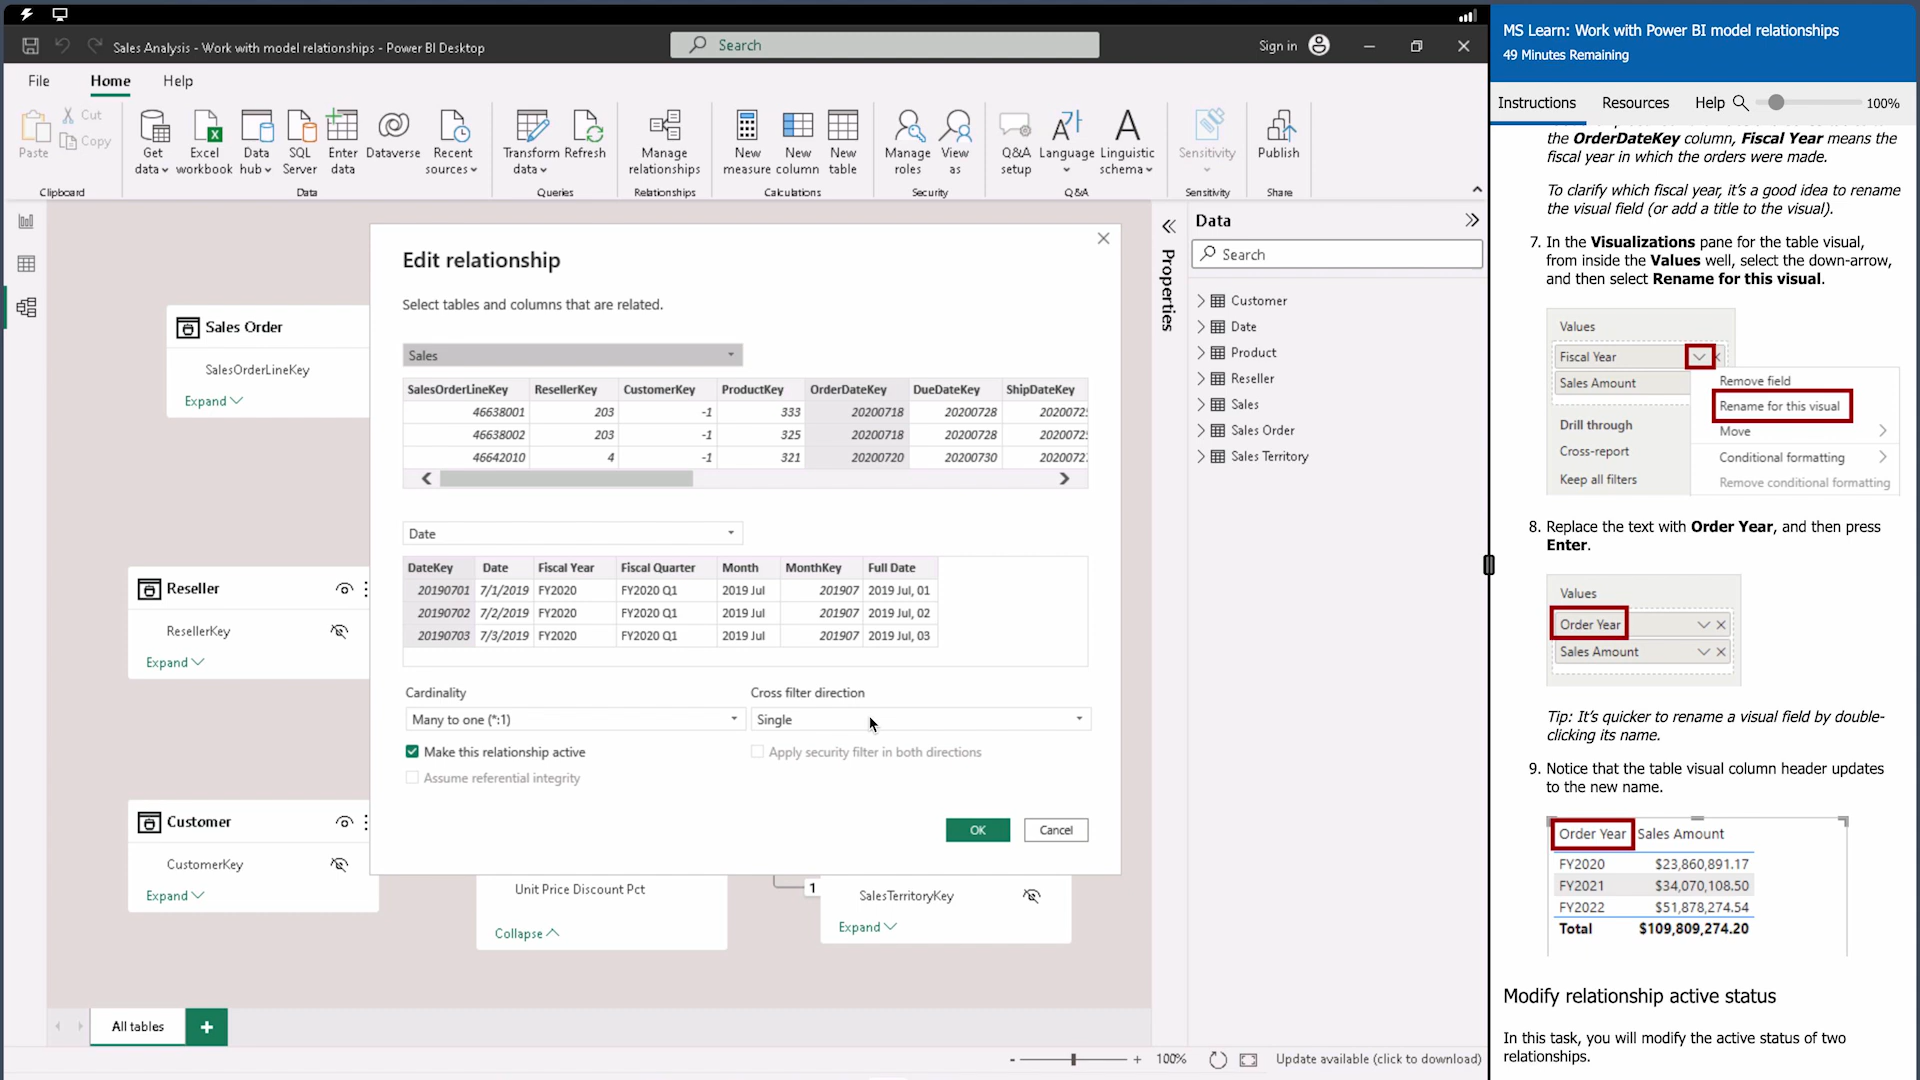 Sales Analysis - Work with model relationships - Power BI Desktop
Search
Sign in
File
Home
Help
Paste
Cut
Copy
Clipboard
Get data
Excel workbook
Data hub
SQL Server
Enter data
Dataverse
Recent sources
Data
Transform data
Refresh
Queries
Manage relationships
Relationships
New measure
New column
New table
Calculations
Manage roles
View as
Security
Q&A setup
Language
Linguistic schema
Q&A
Sensitivity
Sensitivity
Publish
Share
Sales Order
SalesOrderLineKey
Expand
Reseller
ResellerKey
Expand
Customer
CustomerKey
Expand
Edit relationship
Select tables and columns that are related.
Sales
SalesOrderLineKey ResellerKey CustomerKey ProductKey OrderDateKey DueDateKey ShipDateKey
46638001 203 -1 333 20200718 20200728 2020072
46638002 203 -1 325 20200718 20200728 2020072
46642010 4 -1 321 20200720 20200730 2020072
Date
DateKey Date Fiscal Year Fiscal Quarter Month MonthKey Full Date
20190701 7/1/2019 FY2020 FY2020 Q1 2019 Jul 201907 2019 Jul, 01
20190702 7/2/2019 FY2020 FY2020 Q1 2019 Jul 201907 2019 Jul, 02
20190703 7/3/2019 FY2020 FY2020 Q1 2019 Jul 201907 2019 Jul, 03
Cardinality
Cross filter direction
Many to one (*:1)
Single
Make this relationship active
Apply security filter in both directions
Assume referential integrity
OK
Cancel
Unit Price Discount Pct
Collapse
1
SalesTerritoryKey
Expand
Properties
Data
Search
Customer
Date
Product
Reseller
Sales
Sales Order
Sales Territory
All tables
+
- + 100%
Update available (click to download)
MS Learn: Work with Power BI model relationships
49 Minutes Remaining
Instructions
Resources
Help
100%
the OrderDateKey column, Fiscal Year means the
fiscal year in which the orders were made.
To clarify which fiscal year, it's a good idea to rename
the visual field (or add a title to the visual).
7. In the Visualizations pane for the table visual,
from inside the Values well, select the down-arrow,
and then select Rename for this visual.
Values
Fiscal Year
Sales Amount
Drill through
Cross-report
Keep all filters
Remove field
Rename for this visual
Move
Conditional formatting
Remove conditional formatting
8. Replace the text with Order Year, and then press
Enter.
Values
Order Year
Sales Amount
Tip: It's quicker to rename a visual field by double-
clicking its name.
9. Notice that the table visual column header updates
to the new name.
Order Year Sales Amount
FY2020 $23,860,891.17
FY2021 $34,070,108.50
FY2022 $51,878,274.54
Total $109,809,274.20
Modify relationship active status
In this task, you will modify the active status of two
relationships.